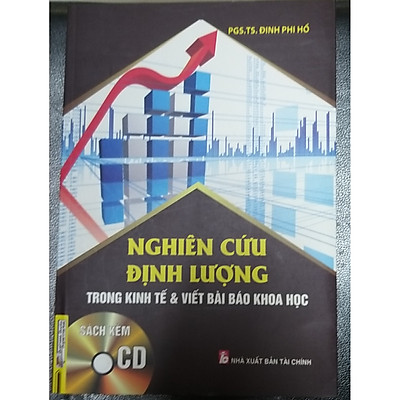 PGS.TS. ĐINH PHI HỔ
NGHIÊN CỨU
ĐỊNH LƯỢNG
TRONG KINH TẾ & VIẾT BÀI BÁO KHOA HỌC
SÁCH KÈM
CD
NHÀ XUẤT BẢN TÀI CHÍNH